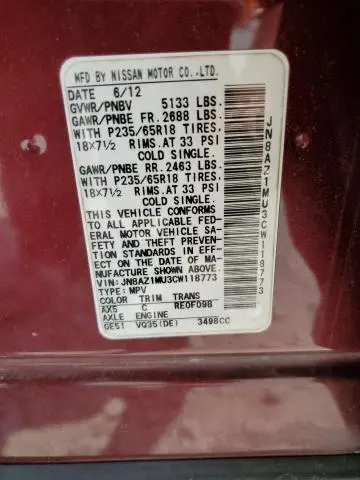 MFD BY NISSAN MOTOR CO.,LTD.
DATE 6/12
GVWR/PNBV 5133 LBS.
GAWR/PNBE FR. 2688 LBS.
WITH P235/65R18 TIRES,
18×7½ RIMS.AT 33 PSI
COLD SINGLE.
GAWR/PNBE RR. 2463 LBS.
WITH P235/65R18 TIRES,
18×7½ RIMS.AT 33 PSI
COLD SINGLE.
THIS VEHICLE CONFORMS
TO ALL APPLICABLE FED-
ERAL MOTOR VEHICLE SA-
FETY AND THEFT PREVEN-
TION STANDARDS IN EFF-
ECT ON THE DATE OF MA-
NUFACTURE SHOWN ABOVE.
VIN:JN8AZ1MU3CW118773
TYPE:MPV
COLOR TRIM TRANS
AX5 C RE0F09B
AXLE ENGINE
GE51 VQ35(DE) 3498CC
JN8AZ1MU3CW118773